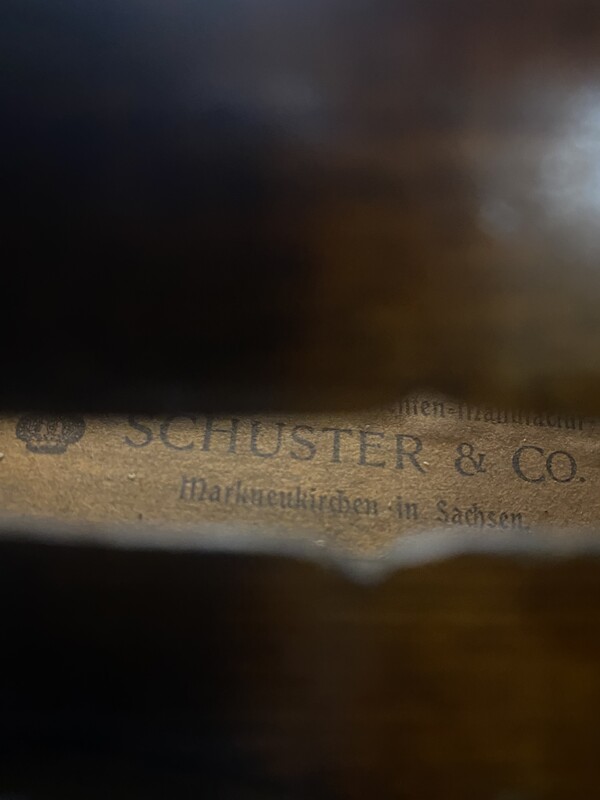 SCHUSTER & CO.
Markneukirchen in Sachsen.